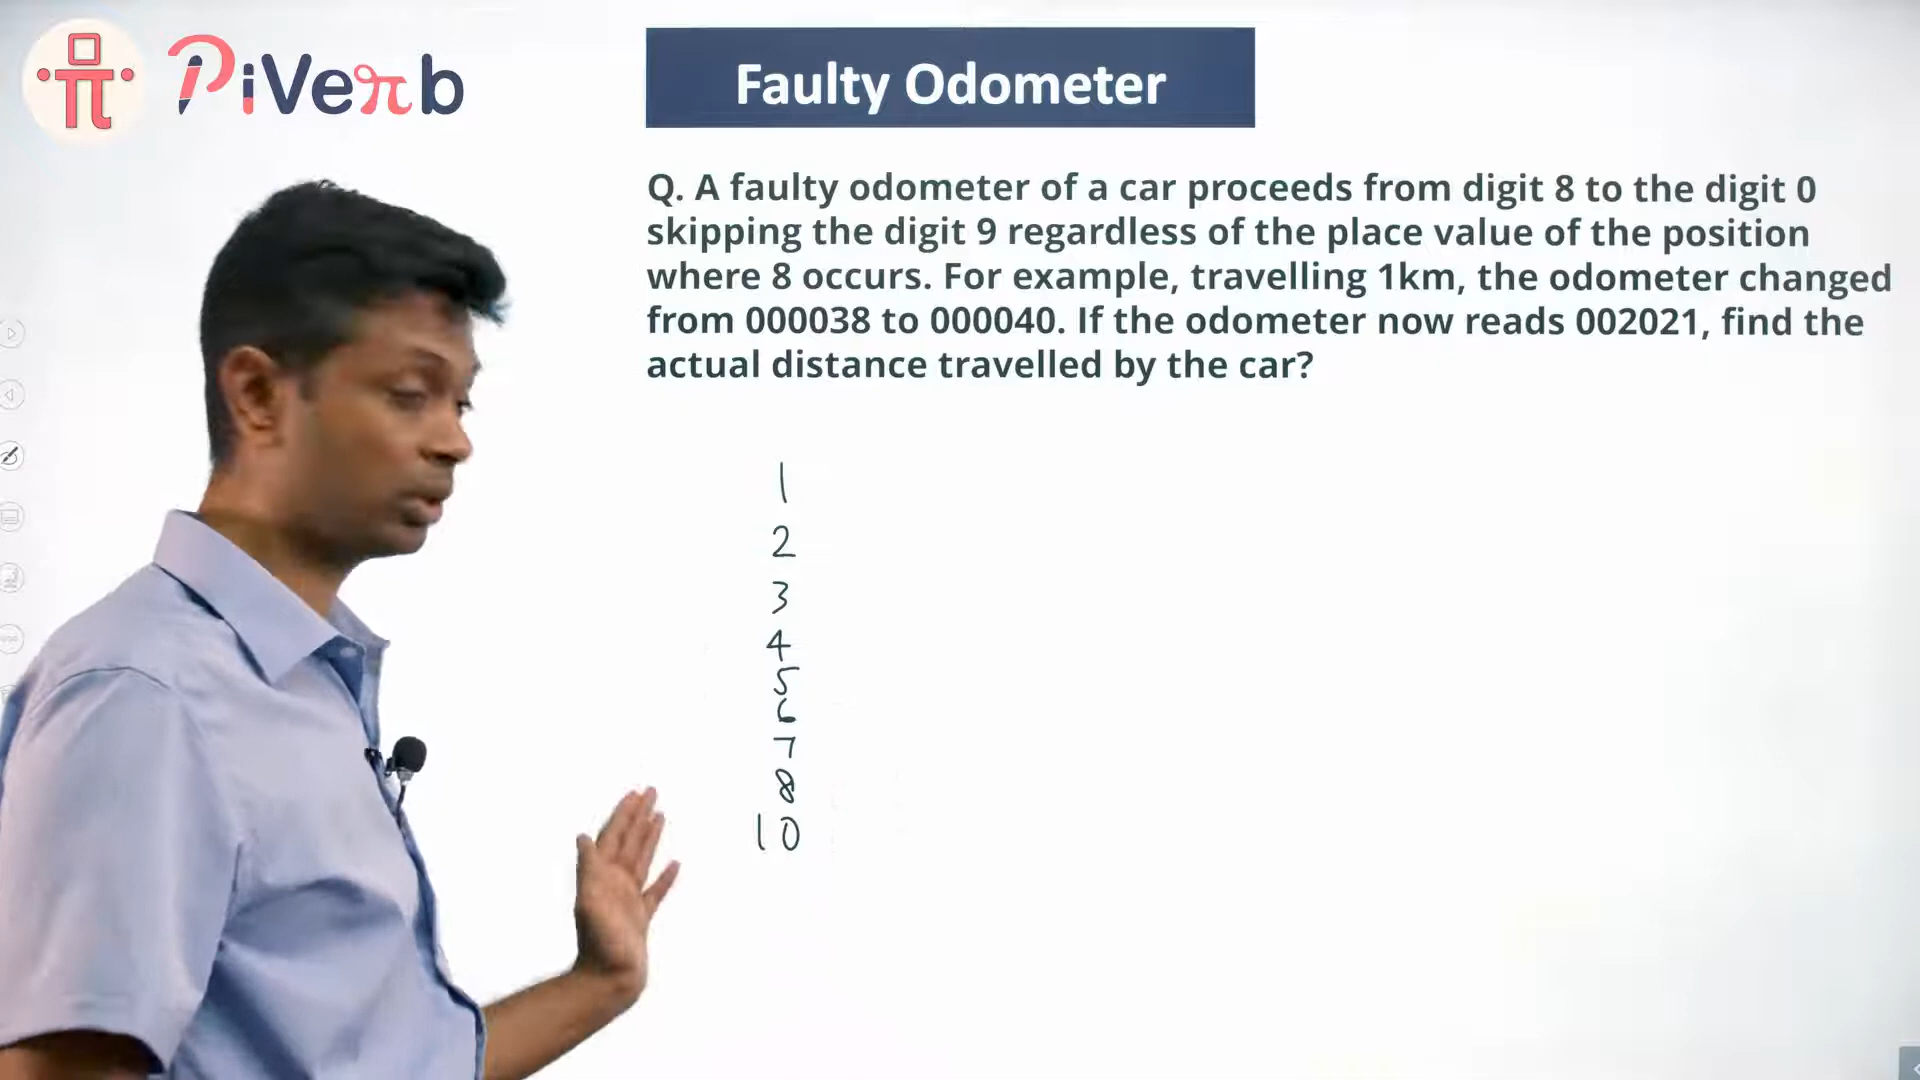 PiVerb
Faulty Odometer
Q. A faulty odometer of a car proceeds from digit 8 to the digit 0
skipping the digit 9 regardless of the place value of the position
where 8 occurs. For example, travelling 1km, the odometer changed
from 000038 to 000040. If the odometer now reads 002021, find the
actual distance travelled by the car?
1
2
3
4
5
6
7
8
10